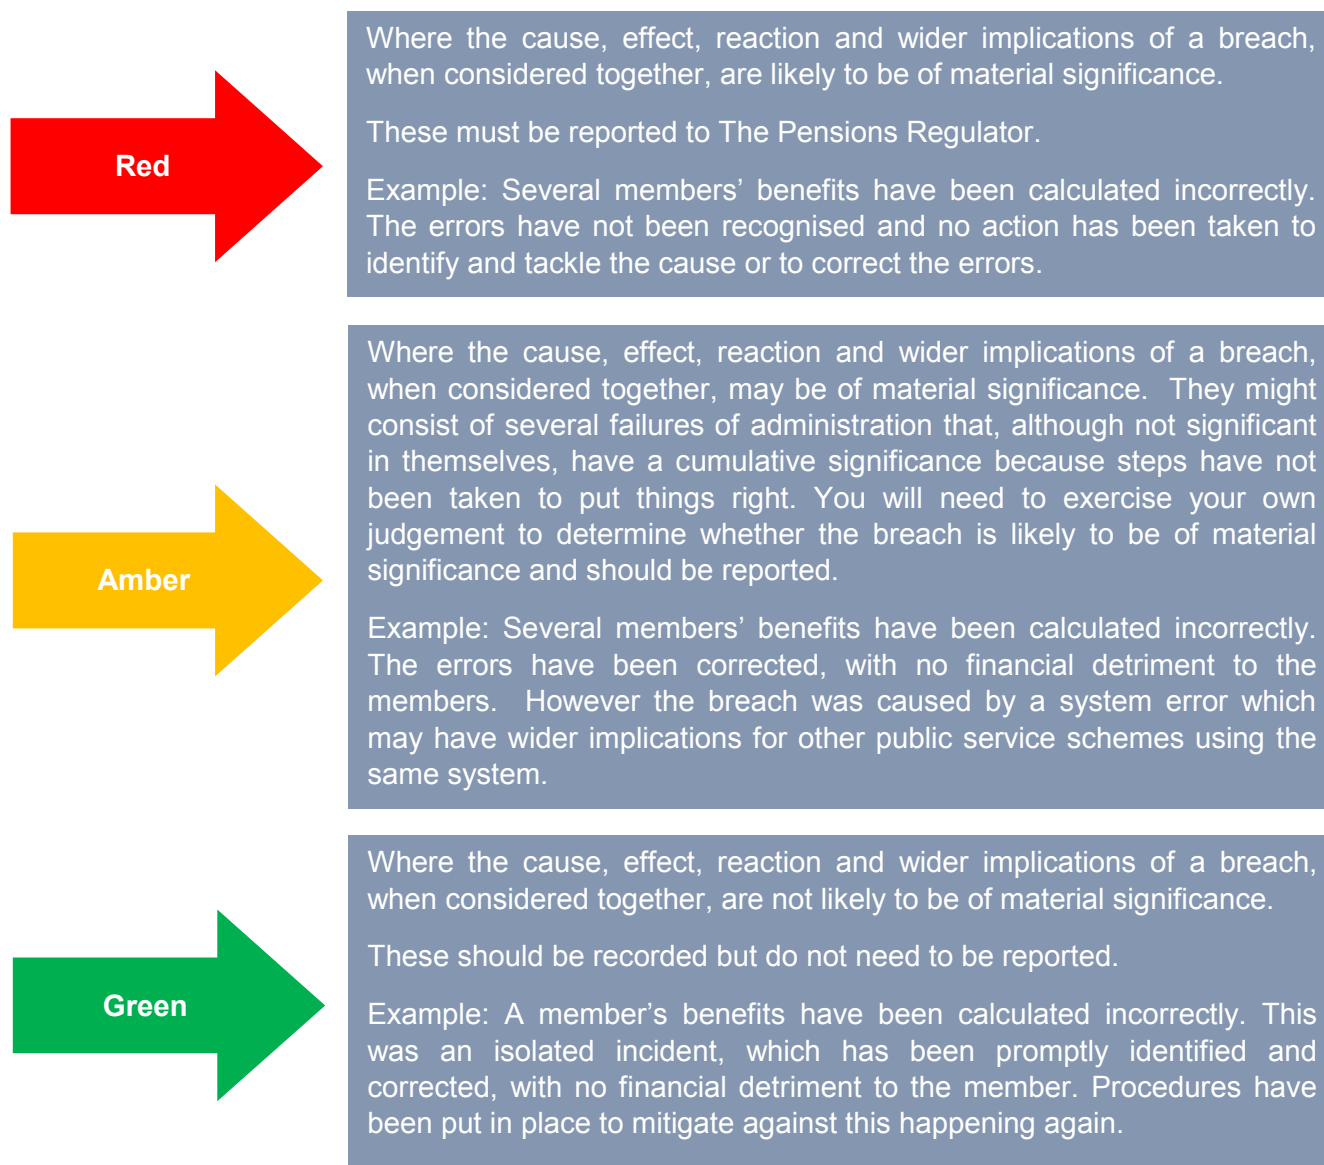 Where the cause, effect, reaction and wider implications of a breach,
when considered together, are likely to be of material significance.
These must be reported to The Pensions Regulator.
Red
Example: Several members’ benefits have been calculated incorrectly.
The errors have not been recognised and no action has been taken to
identify and tackle the cause or to correct the errors.
Where the cause, effect, reaction and wider implications of a breach,
when considered together, may be of material significance. They might
consist of several failures of administration that, although not significant
in themselves, have a cumulative significance because steps have not
been taken to put things right. You will need to exercise your own
judgement to determine whether the breach is likely to be of material
significance and should be reported.
Amber
Example: Several members’ benefits have been calculated incorrectly.
The errors have been corrected, with no financial detriment to the
members. However the breach was caused by a system error which
may have wider implications for other public service schemes using the
same system.
Where the cause, effect, reaction and wider implications of a breach,
when considered together, are not likely to be of material significance.
These should be recorded but do not need to be reported.
Green
Example: A member’s benefits have been calculated incorrectly. This
was an isolated incident, which has been promptly identified and
corrected, with no financial detriment to the member. Procedures have
been put in place to mitigate against this happening again.